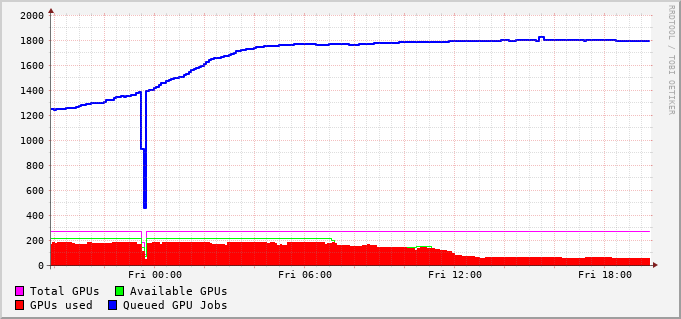 RRDTOOL / TOBI OETIKER
2000
1800
1600
1400
1200
1000
800
600
400
200
0
Fri 00:00 Fri 06:00 Fri 12:00 Fri 18:00
Total GPUs Available GPUs
GPUs used Queued GPU Jobs